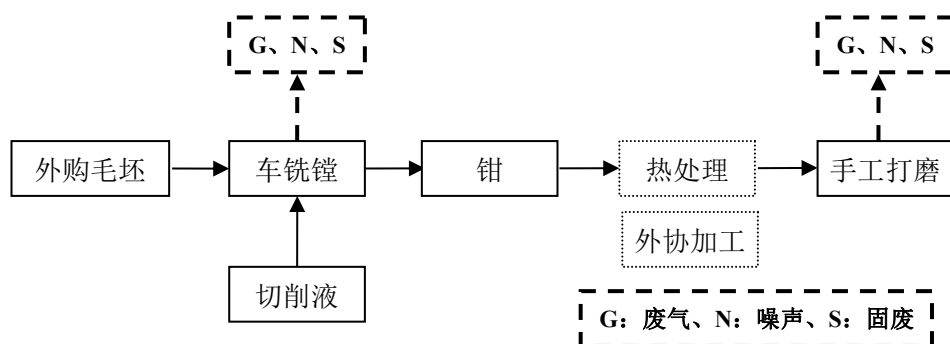 G、N、S
G、N、S
外购毛坯
车铣镗
钳
热处理
手工打磨
外协加工
切削液
G：废气、N：噪声、S：固废